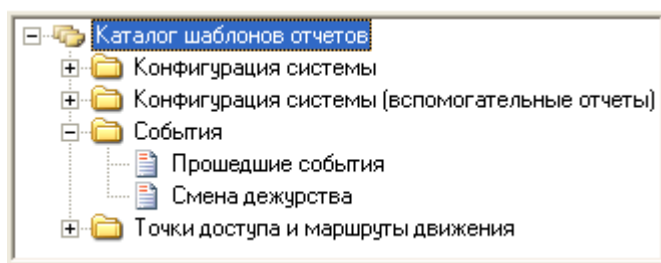 Каталог шаблонов отчетов
Конфигурация системы
Конфигурация системы (вспомогательные отчеты)
События
Прошедшие события
Смена дежурства
Точки доступа и маршруты движения